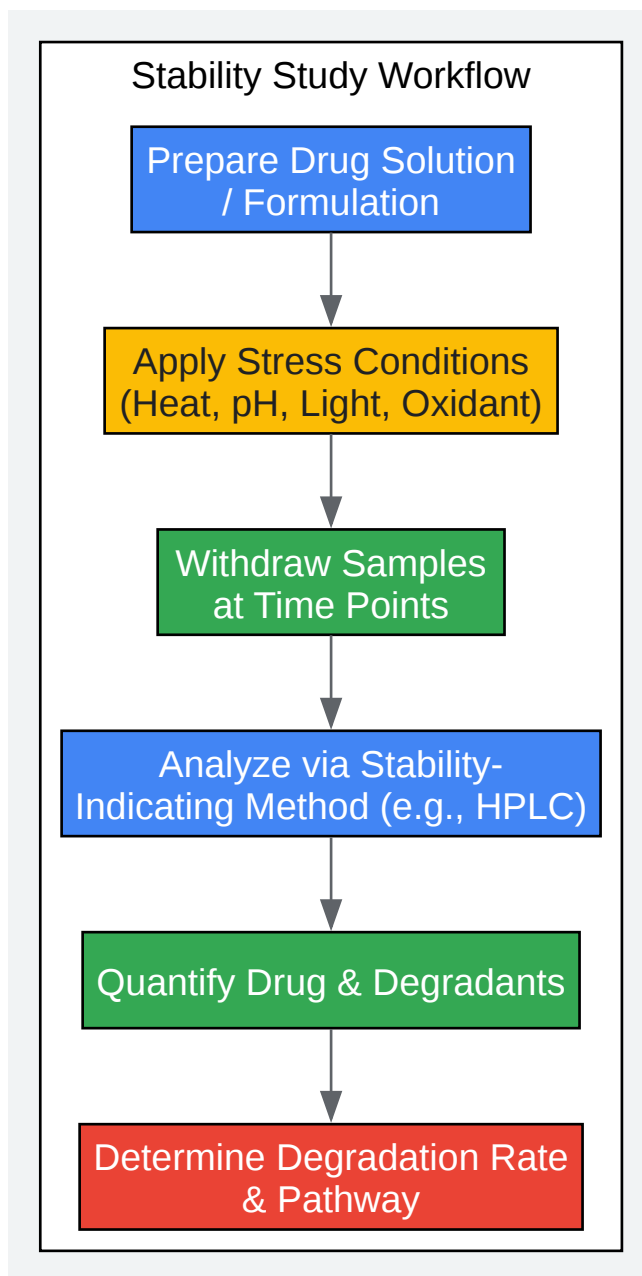 Stability Study Workflow
Prepare Drug Solution
/ Formulation
Apply Stress Conditions
(Heat, pH, Light, Oxidant)
Withdraw Samples
at Time Points
Analyze via Stability-
Indicating Method (e.g., HPLC)
Quantify Drug & Degradants
Determine Degradation Rate
& Pathway